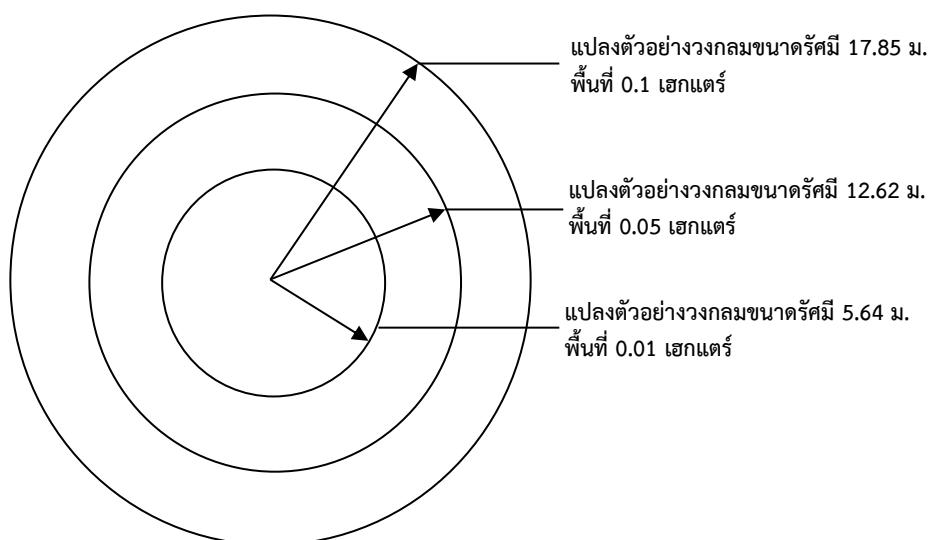 แปลงตัวอย่างวงกลมขนาดรัศมี 17.85 ม.
พื้นที่ 0.1 เฮกแตร์
แปลงตัวอย่างวงกลมขนาดรัศมี 12.62 ม.
พื้นที่ 0.05 เฮกแตร์
แปลงตัวอย่างวงกลมขนาดรัศมี 5.64 ม.
พื้นที่ 0.01 เฮกแตร์